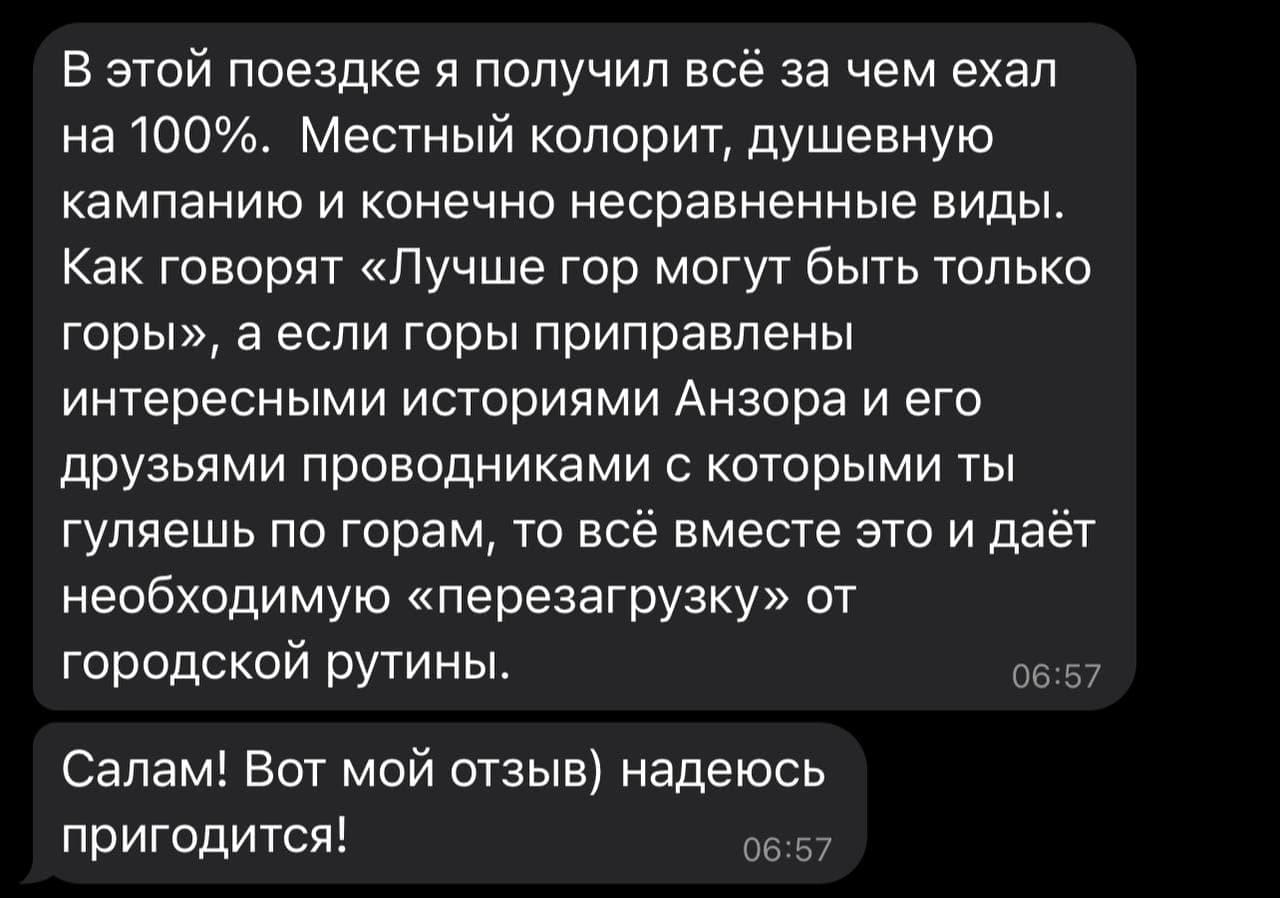 В этой поездке я получил всё за чем ехал
на 100%.  Местный колорит, душевную
кампанию и конечно несравненные виды.
Как говорят «Лучше гор могут быть только
горы», а если горы приправлены
интересными историями Анзора и его
друзьями проводниками с которыми ты
гуляешь по горам, то всё вместе это и даёт
необходимую «перезагрузку» от
городской рутины.
06:57
Салам! Вот мой отзыв) надеюсь
пригодится!
06:57